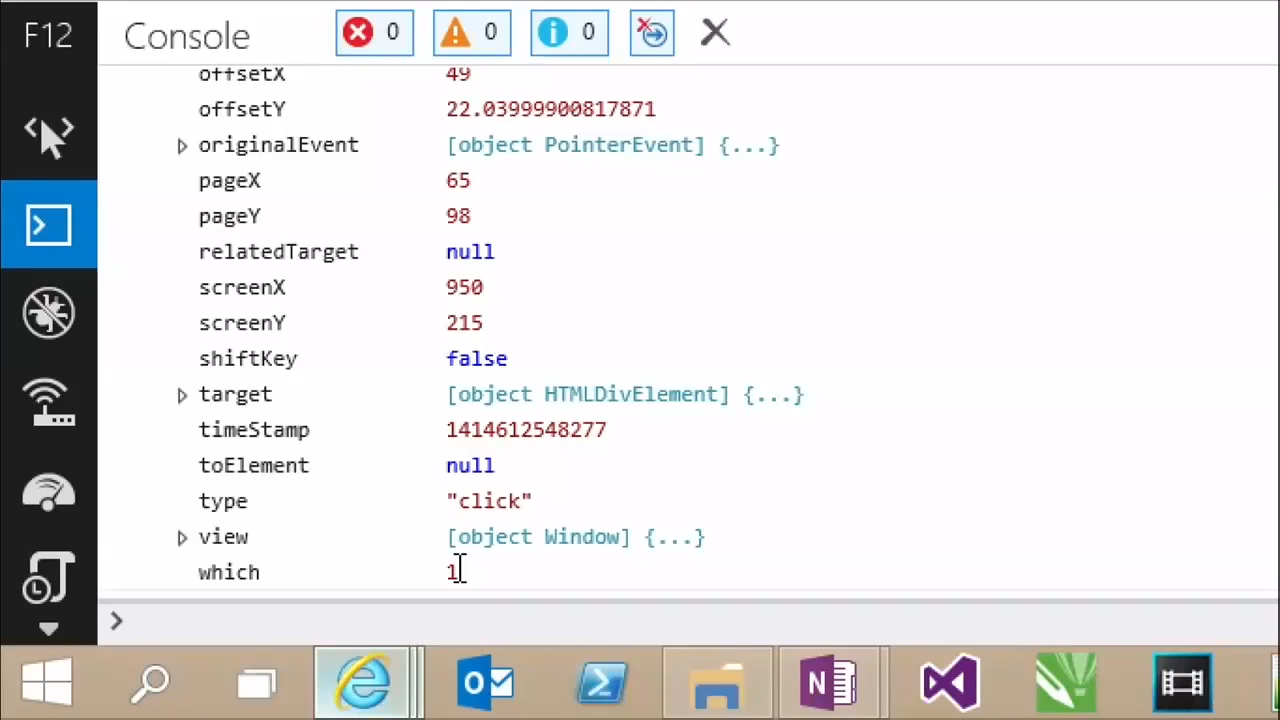 F12 Console 0 0 0
offsetX 49
offsetY 22.03999900817871
originalEvent [object PointerEvent] {...}
pageX 65
pageY 98
relatedTarget null
screenX 950
screenY 215
shiftKey false
target [object HTMLDivElement] {...}
timeStamp 1414612548277
toElement null
type "click"
view [object Window] {...}
which 1